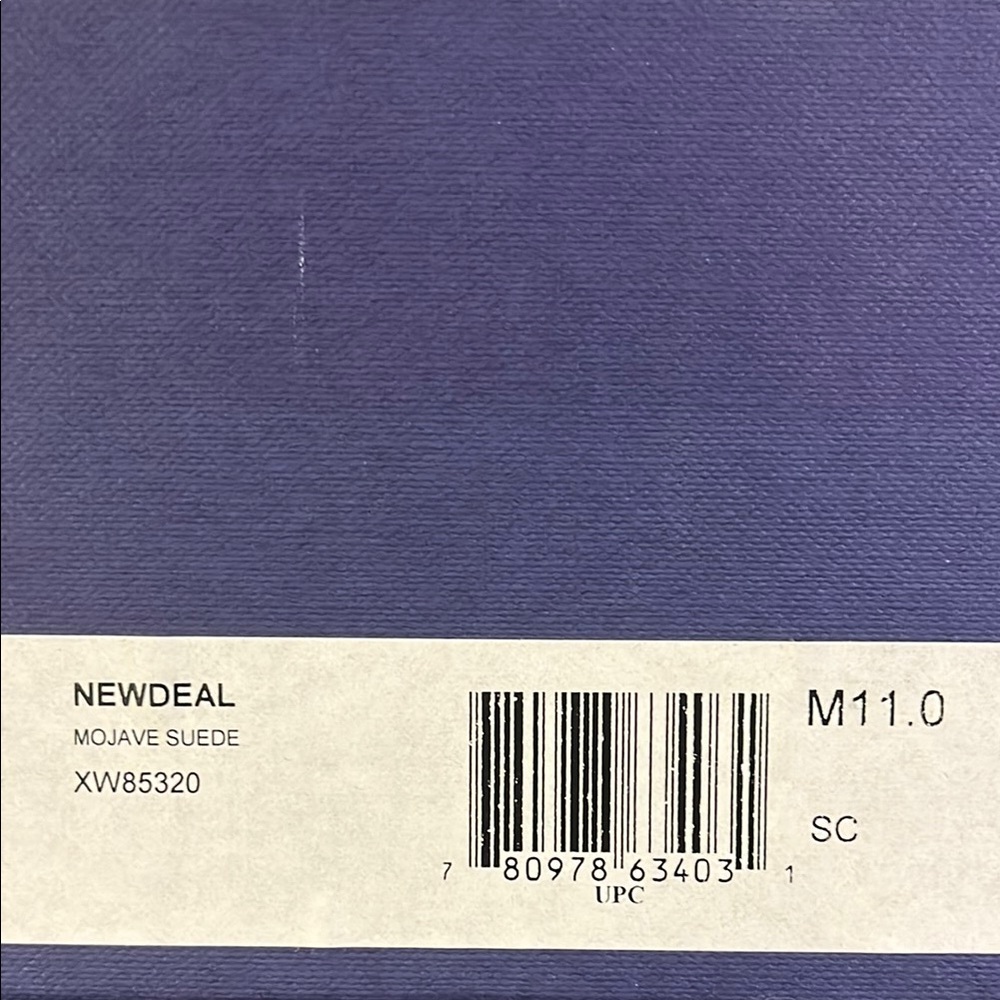 NEWDEAL
MOJAVE SUEDE
XW85320
M11.0
SC
7 80978 63403 1
UPC